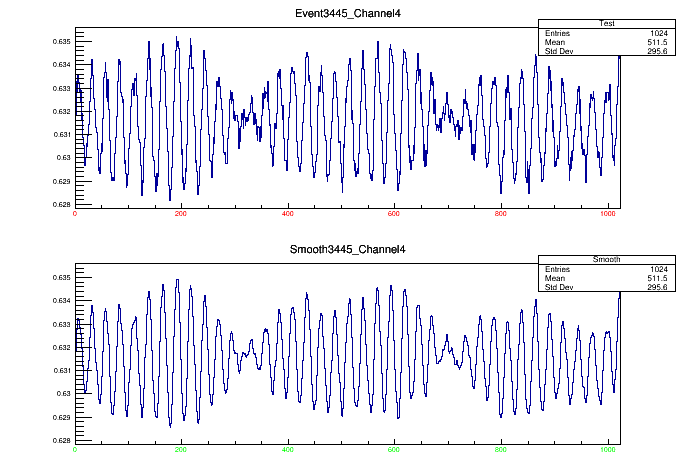 Event3445_Channel4
Test
Entries 1024
Mean 511.5
Std Dev 295.6
0.635
0.634
0.633
0.632
0.631
0.63
0.629
0.628
0 200 400 600 800 1000
Smooth3445_Channel4
Smooth
Entries 1024
Mean 511.5
Std Dev 295.6
0.635
0.634
0.633
0.632
0.631
0.63
0.629
0.628
0 200 400 600 800 1000